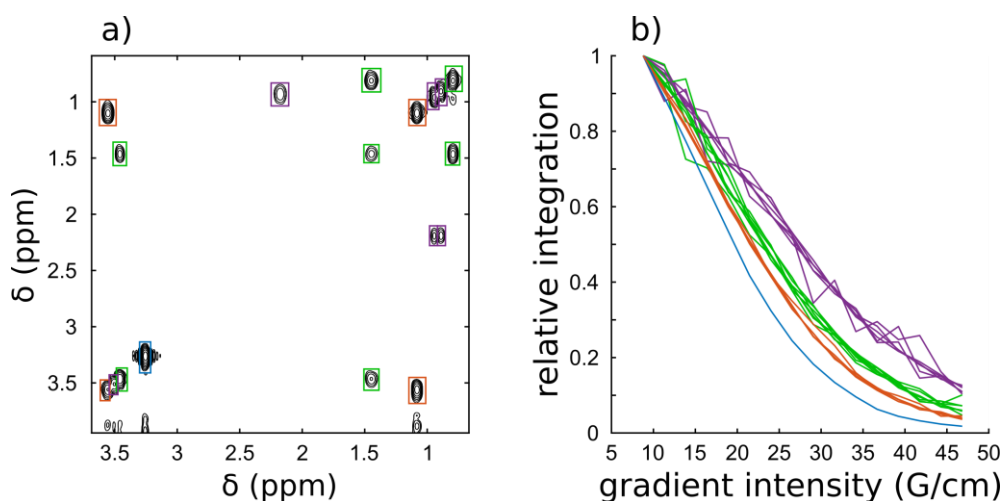 a)
1
1.5
2
2.5
3
3.5
3.5 3 2.5 2 1.5 1
δ (ppm)
δ (ppm)
b)
1
0.8
0.6
0.4
0.2
0
5 10 15 20 25 30 35 40 45 50
relative integration
gradient intensity (G/cm)